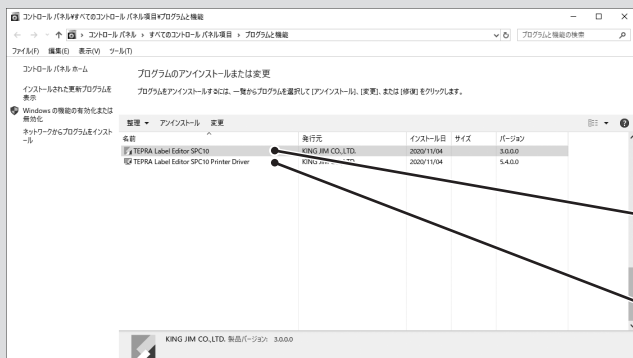 コントロール パネル¥すべてのコントロール パネル項目¥プログラムと機能
コントロール パネル › すべてのコントロール パネル項目 › プログラムと機能
プログラムと機能の検索
ファイル(F) 編集(E) 表示(V) ツール(T)
コントロール パネル ホーム
インストールされた更新プログラムを
表示
Windows の機能の有効化または
無効化
ネットワークからプログラムをインスト
ール
プログラムのアンインストールまたは変更
プログラムをアンインストールするには、一覧からプログラムを選択して [アンインストール]、[変更]、または [修復] をクリックします。
整理 アンインストール 変更
名前 発行元 インストール日 サイズ バージョン
TEPRA Label Editor SPC10 KING JIM CO.,LTD. 2020/11/04 3.0.0.0
TEPRA Label Editor SPC10 Printer Driver KING 2020/11/04 5.4.0.0
KING JIM CO.,LTD. 製品バージョン: 3.0.0.0